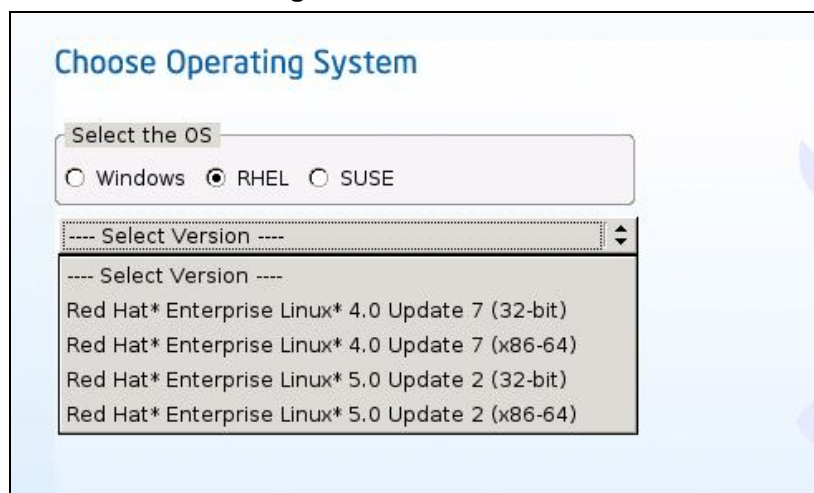 Choose Operating System
Select the OS
Windows RHEL SUSE
---- Select Version ----
---- Select Version ----
Red Hat* Enterprise Linux* 4.0 Update 7 (32-bit)
Red Hat* Enterprise Linux* 4.0 Update 7 (x86-64)
Red Hat* Enterprise Linux* 5.0 Update 2 (32-bit)
Red Hat* Enterprise Linux* 5.0 Update 2 (x86-64)